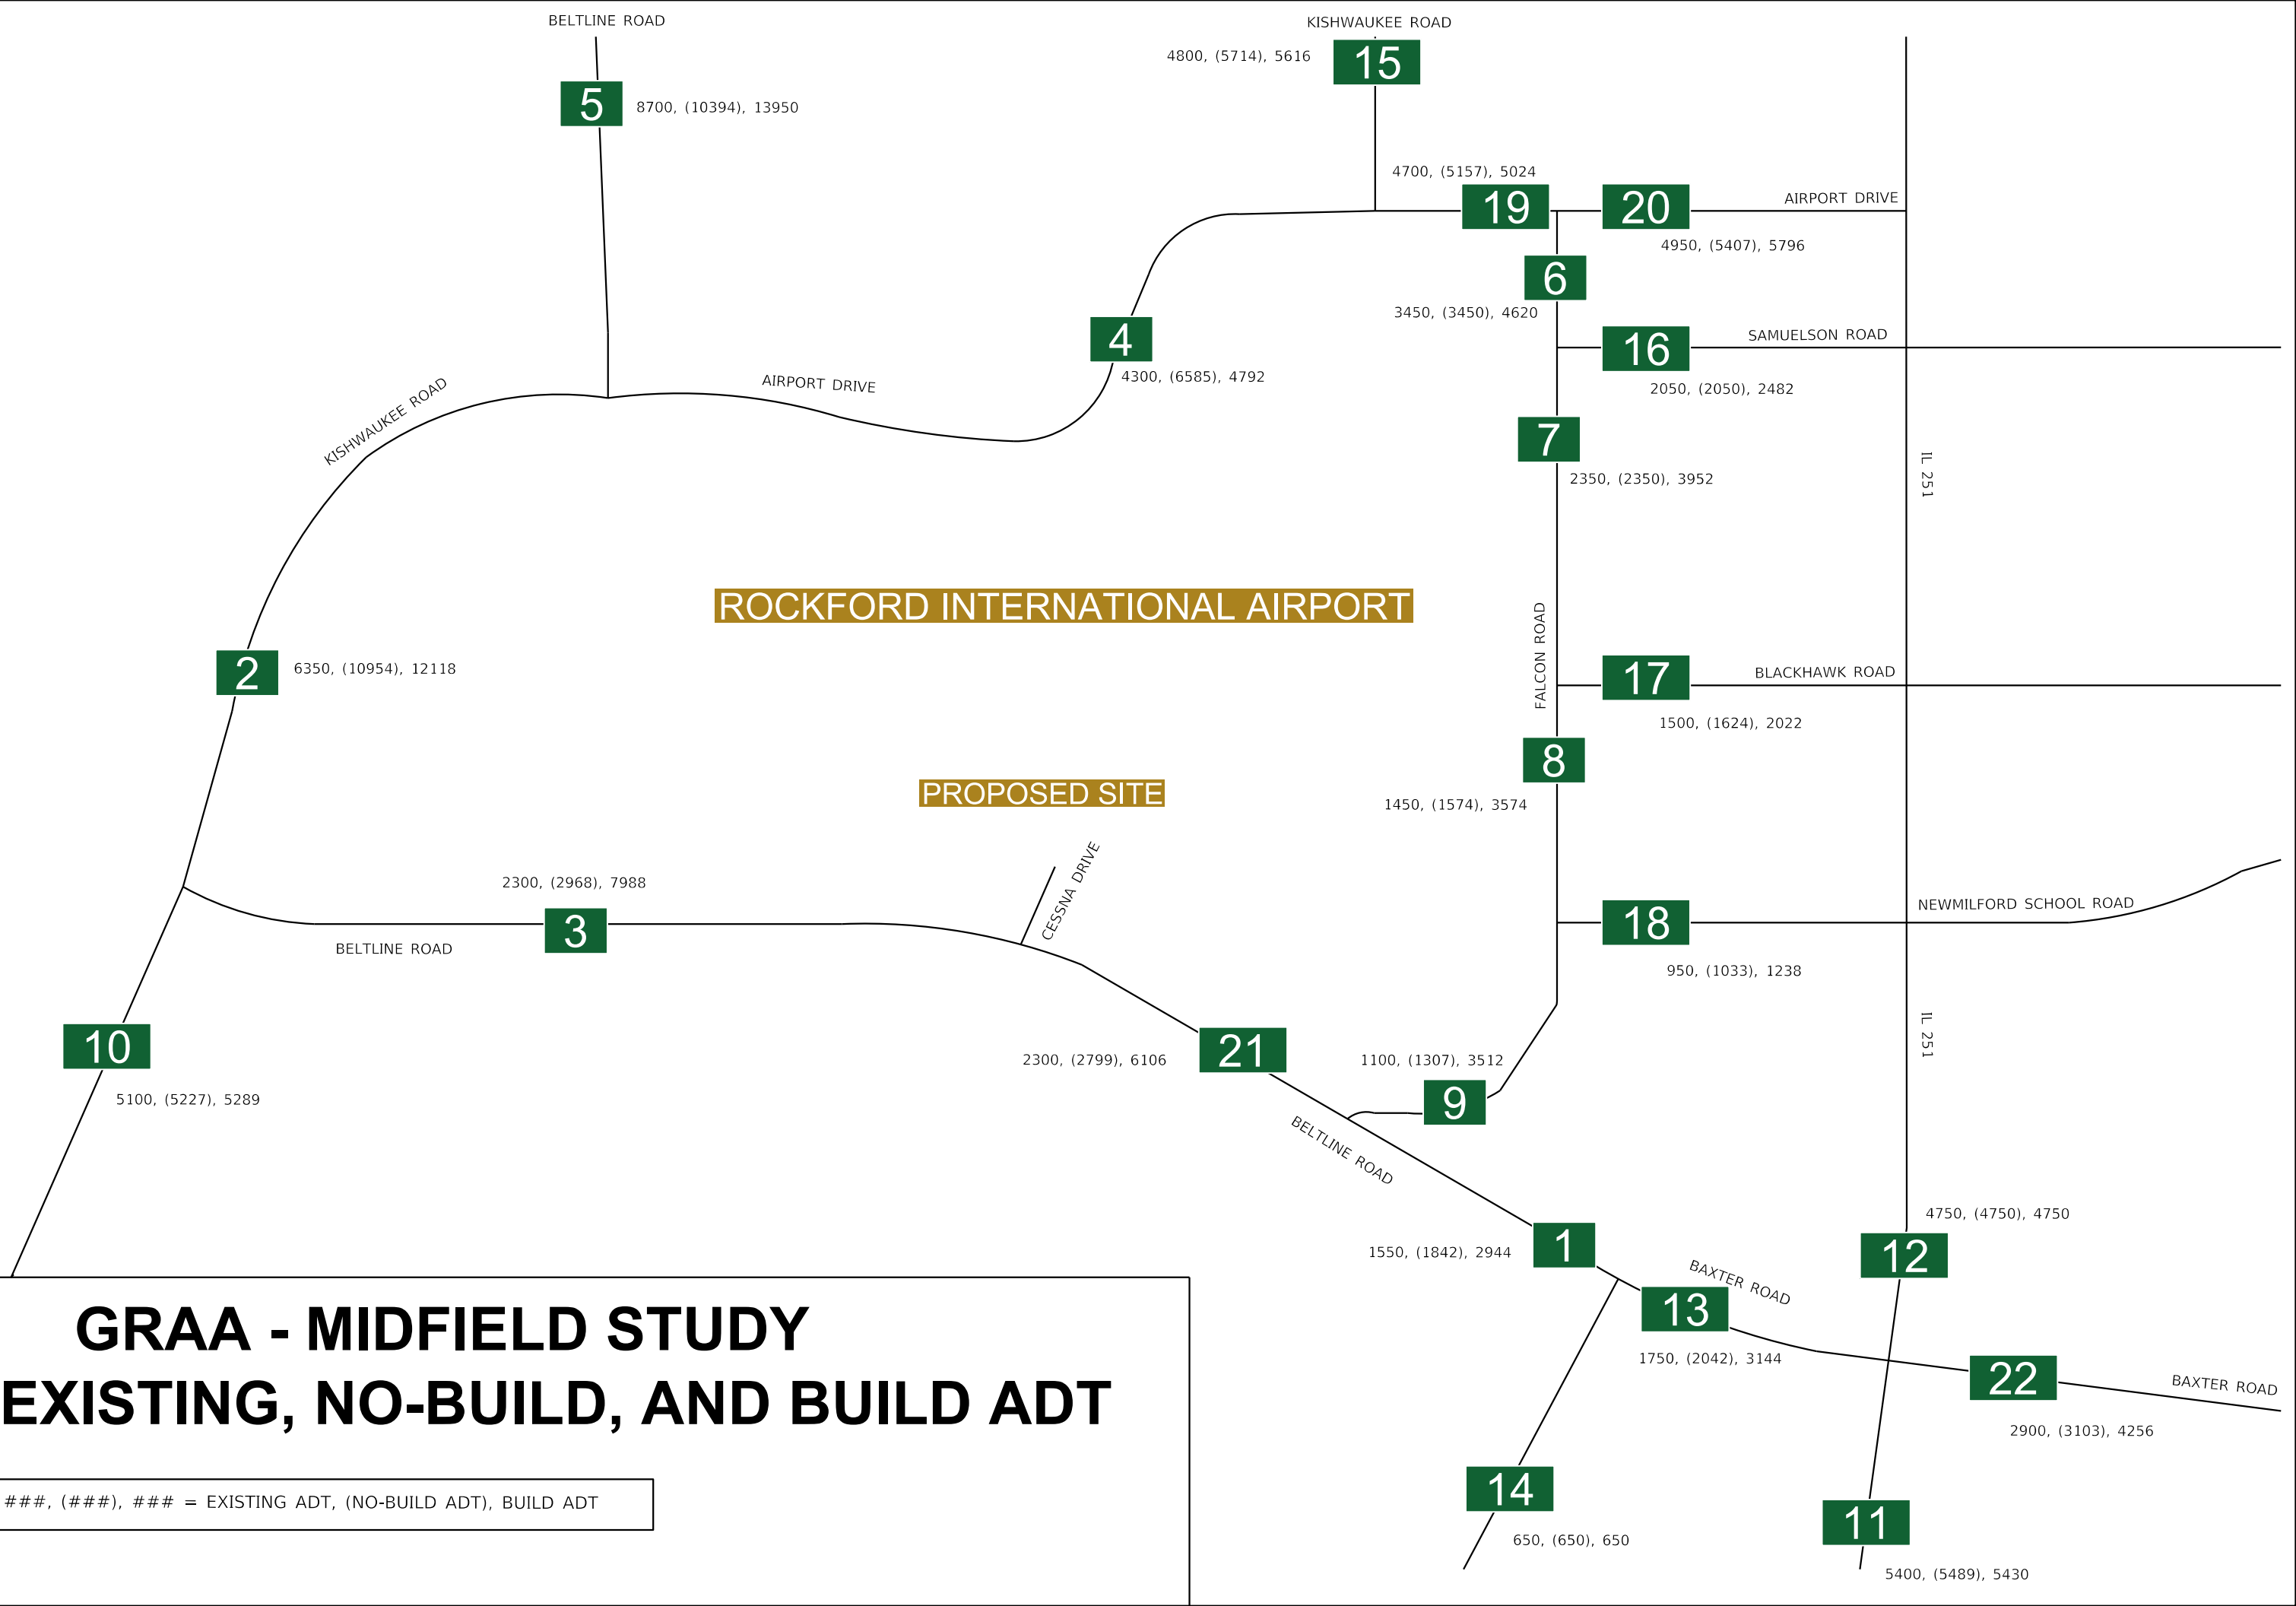 BELTLINE ROAD
KISHWAUKEE ROAD
4800, (5714), 5616
15
5
8700, (10394), 13950
4700, (5157), 5024
19
20
AIRPORT DRIVE
4950, (5407), 5796
6
3450, (3450), 4620
4
4300, (6585), 4792
16
SAMUELSON ROAD
2050, (2050), 2482
KISHWAUKEE ROAD
AIRPORT DRIVE
7
2350, (2350), 3952
IL 251
ROCKFORD INTERNATIONAL AIRPORT
FALCON ROAD
2
6350, (10954), 12118
17
BLACKHAWK ROAD
1500, (1624), 2022
8
1450, (1574), 3574
PROPOSED SITE
CESSNA DRIVE
2300, (2968), 7988
3
BELTLINE ROAD
18
NEWMILFORD SCHOOL ROAD
950, (1033), 1238
10
5100, (5227), 5289
21
2300, (2799), 6106
1100, (1307), 3512
9
IL 251
BELTLINE ROAD
1
1550, (1842), 2944
4750, (4750), 4750
12
BAXTER ROAD
13
1750, (2042), 3144
22
BAXTER ROAD
2900, (3103), 4256
14
650, (650), 650
11
5400, (5489), 5430
GRAA - MIDFIELD STUDY
EXISTING, NO-BUILD, AND BUILD ADT
###, (###), ### = EXISTING ADT, (NO-BUILD ADT), BUILD ADT